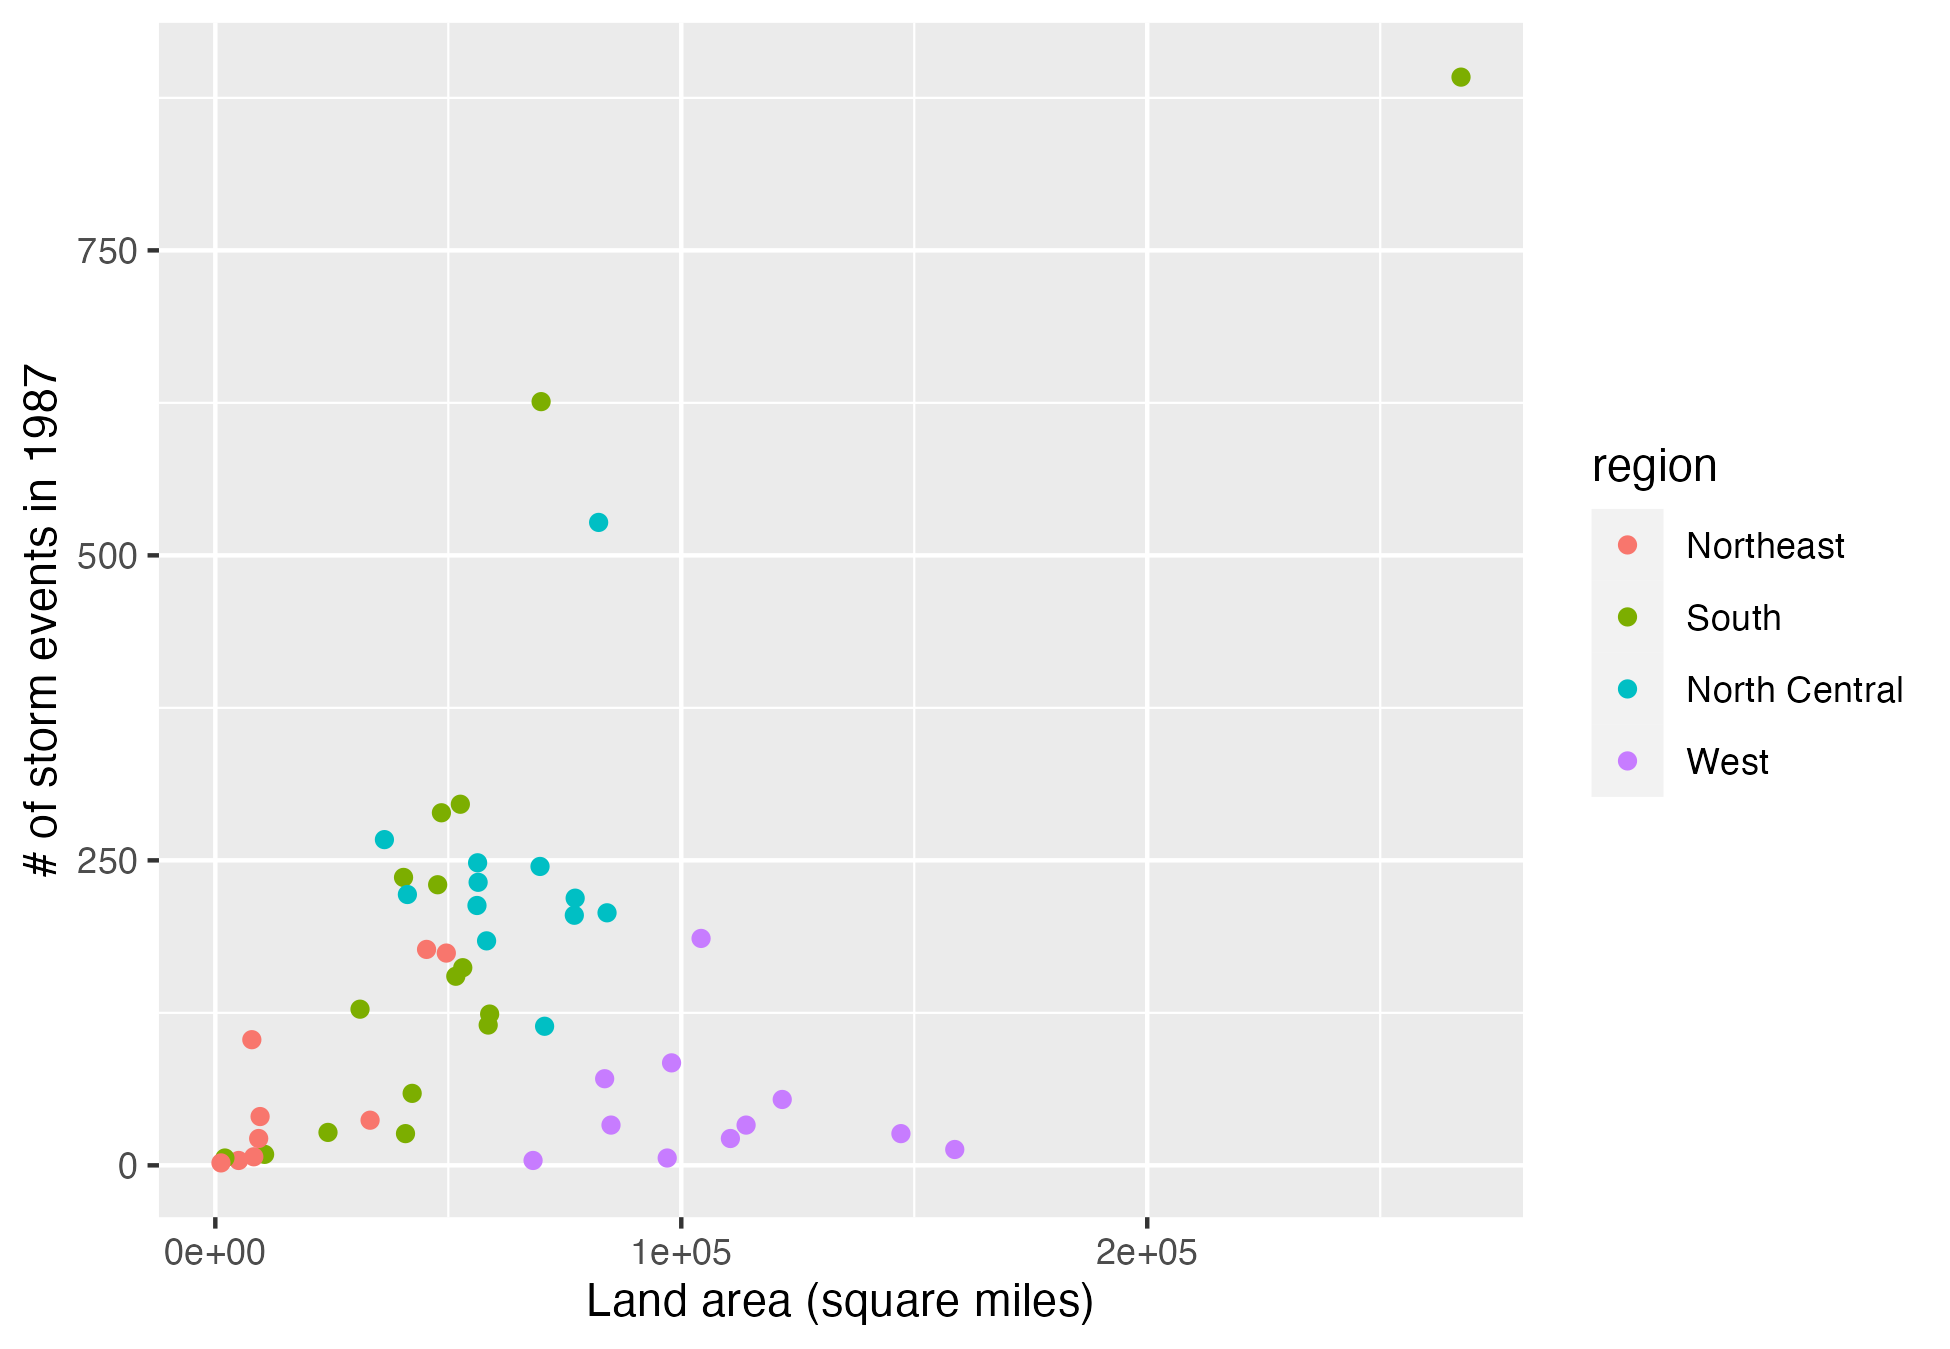 # of storm events in 1987
750
500
250
0
0e+00
1e+05
2e+05
Land area (square miles)
region
Northeast
South
North Central
West